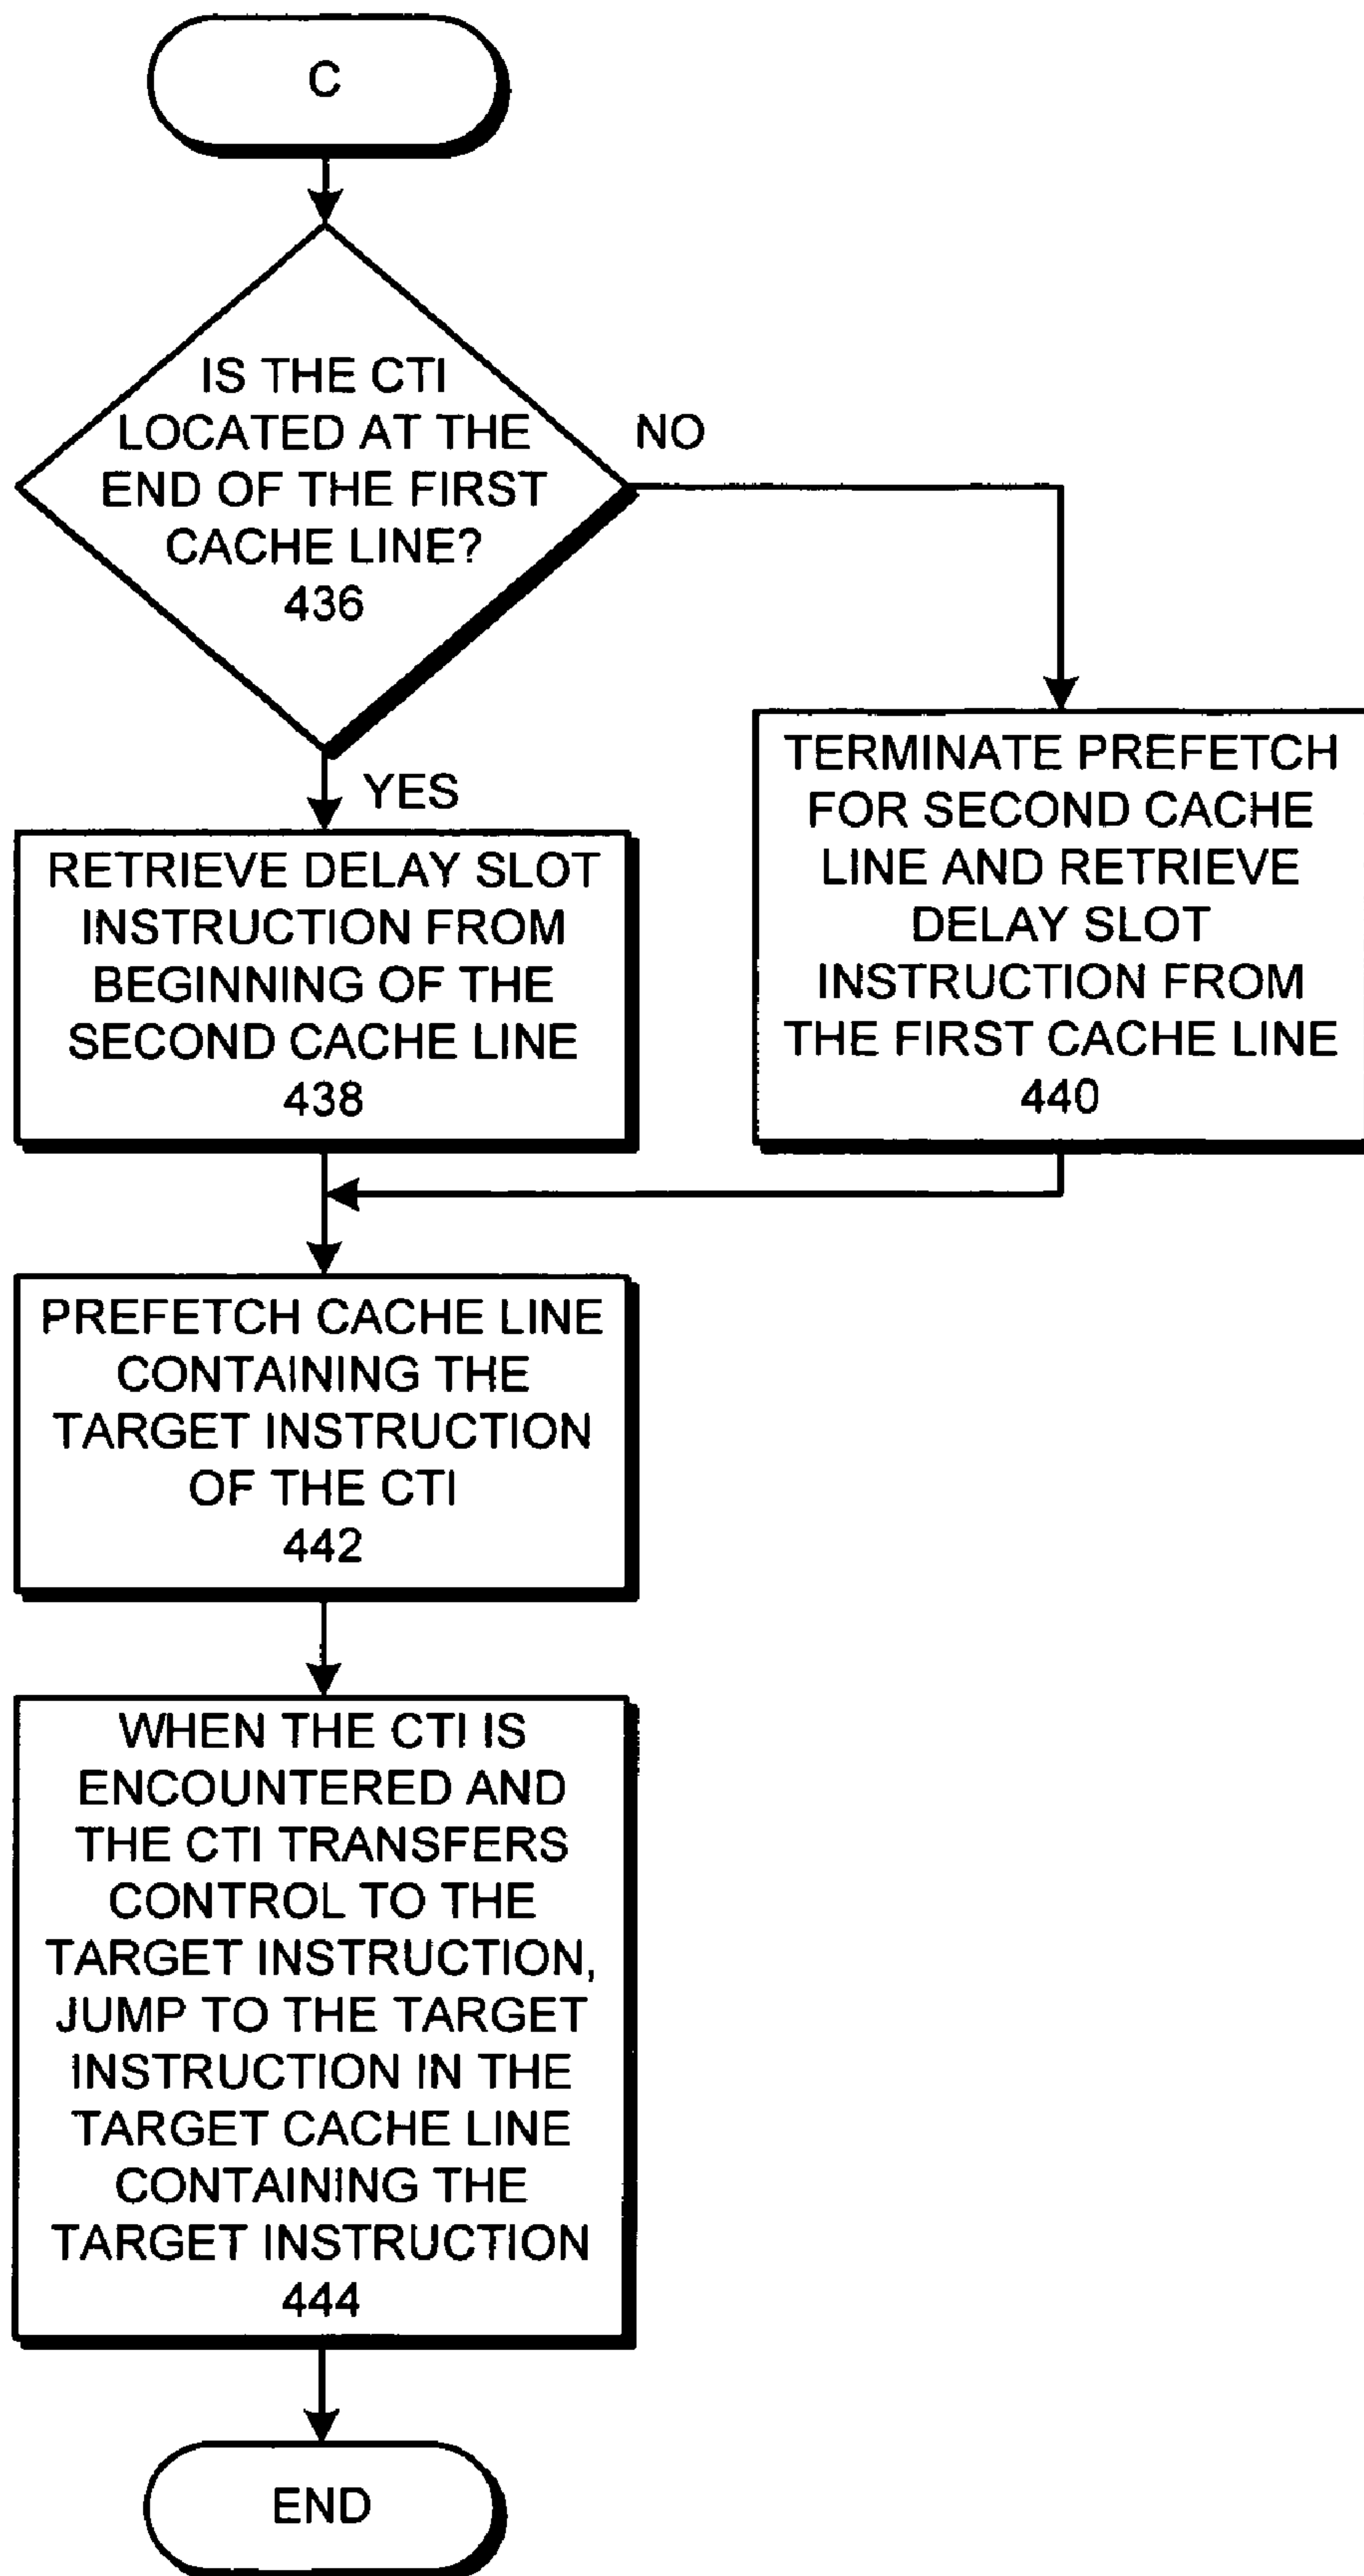 C
IS THE CTI
LOCATED AT THE
END OF THE FIRST
CACHE LINE?
436
NO
YES
RETRIEVE DELAY SLOT
INSTRUCTION FROM
BEGINNING OF THE
SECOND CACHE LINE
438
TERMINATE PREFETCH
FOR SECOND CACHE
LINE AND RETRIEVE
DELAY SLOT
INSTRUCTION FROM
THE FIRST CACHE LINE
440
PREFETCH CACHE LINE
CONTAINING THE
TARGET INSTRUCTION
OF THE CTI
442
WHEN THE CTI IS
ENCOUNTERED AND
THE CTI TRANSFERS
CONTROL TO THE
TARGET INSTRUCTION,
JUMP TO THE TARGET
INSTRUCTION IN THE
TARGET CACHE LINE
CONTAINING THE
TARGET INSTRUCTION
444
END